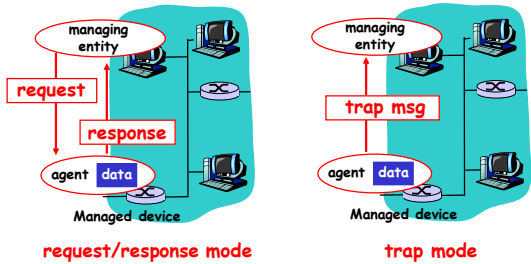 managing
entity
request
response
agent data
Managed device
request/response mode
managing
entity
trap msg
agent data
Managed device
trap mode